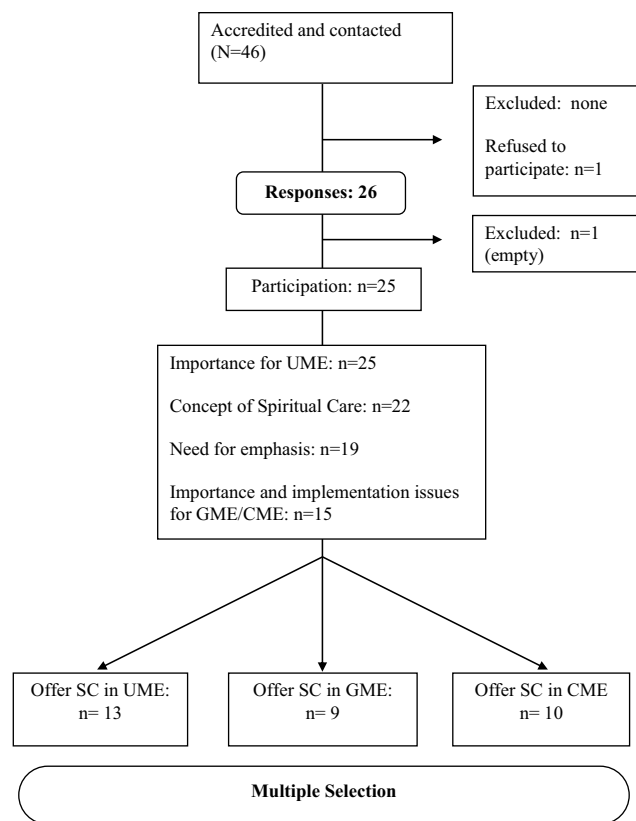 Accredited and contacted
(N=46)
Excluded: none
Refused to
participate: n=1
Responses: 26
Excluded: n=1
(empty)
Participation: n=25
Importance for UME: n=25
Concept of Spiritual Care: n=22
Need for emphasis: n=19
Importance and implementation issues
for GME/CME: n=15
Offer SC in UME:
n= 13
Offer SC in GME:
n= 9
Offer SC in CME
n= 10
Multiple Selection